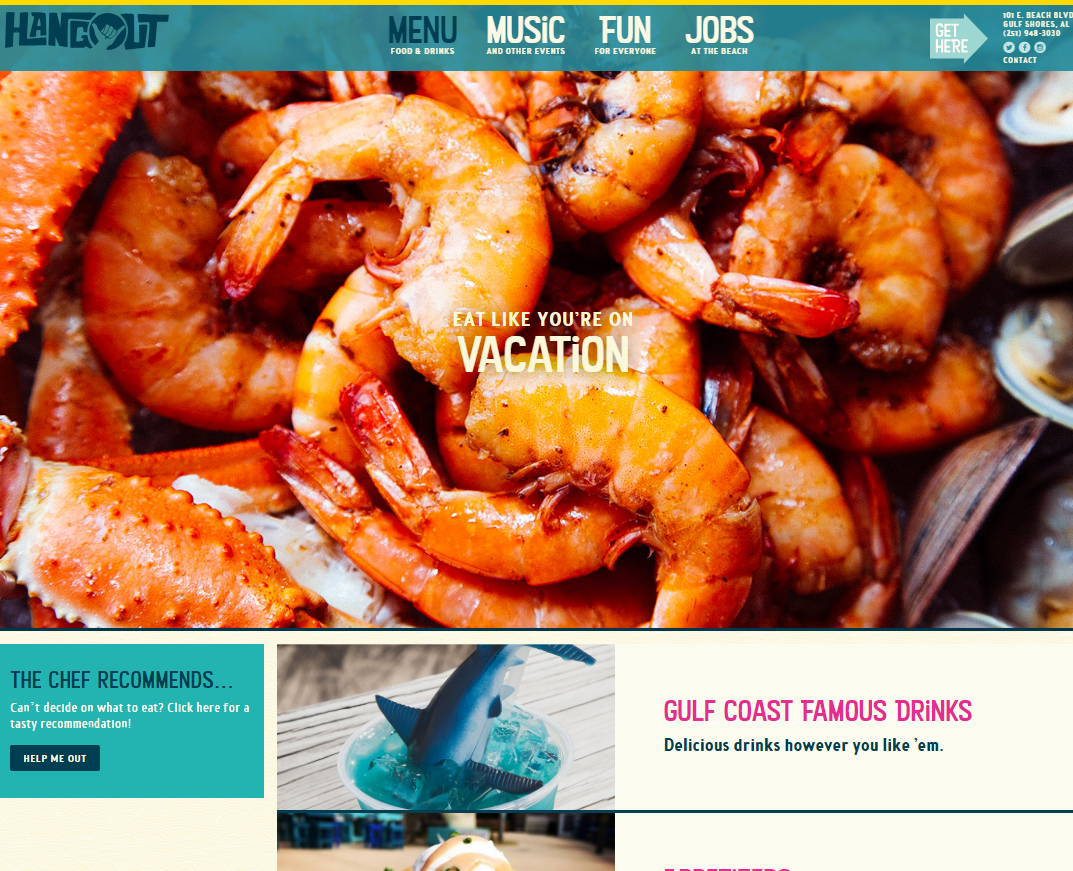 HANGOUT
MENU
FOOD & DRINKS
MUSiC
AND OTHER EVENTS
FUN
FOR EVERYONE
JOBS
AT THE BEACH
GET
HERE
101 E. BEACH BLVD
GULF SHORES, AL
(251) 948-3030
CONTACT
EAT LIKE YOU'RE ON
VACATiON
THE CHEF RECOMMENDS...
Can't decide on what to eat? Click here for a
tasty recommendation!
HELP ME OUT
GULF COAST FAMOUS DRiNKS
Delicious drinks however you like 'em.